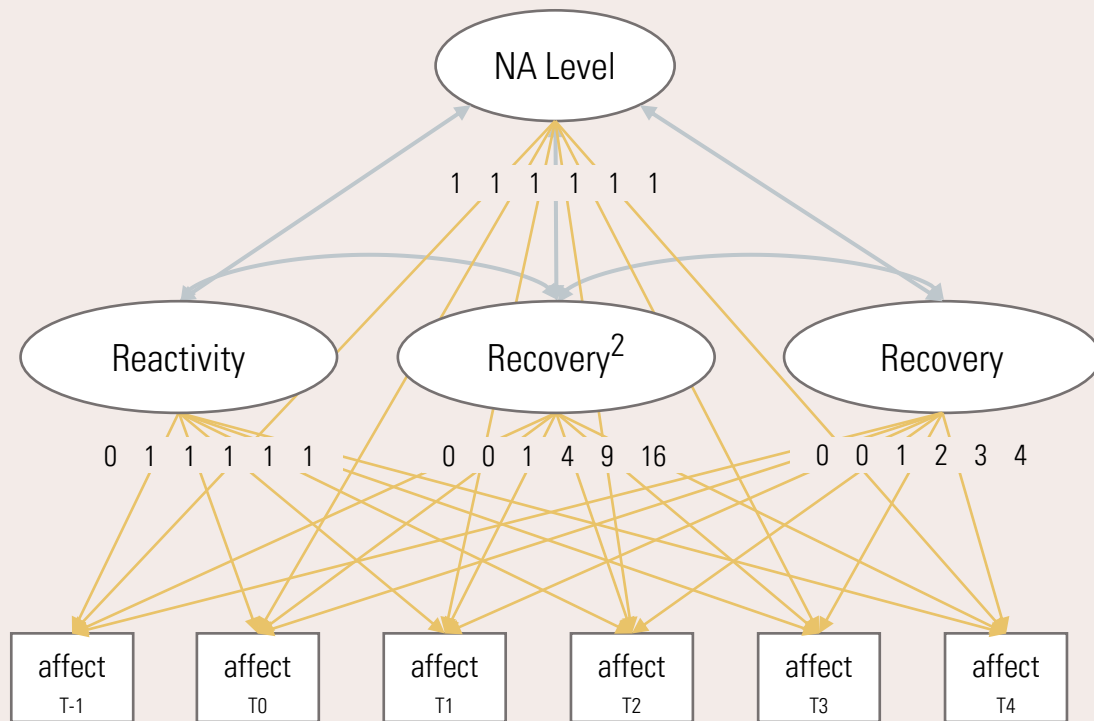 NA Level
1 1 1 1 1 1
Reactivity
Recovery²
Recovery
0 1 1 1 1 1
0 0 1 4 9 16
0 0 1 2 3 4
affect
T-1
affect
T0
affect
T1
affect
T2
affect
T3
affect
T4